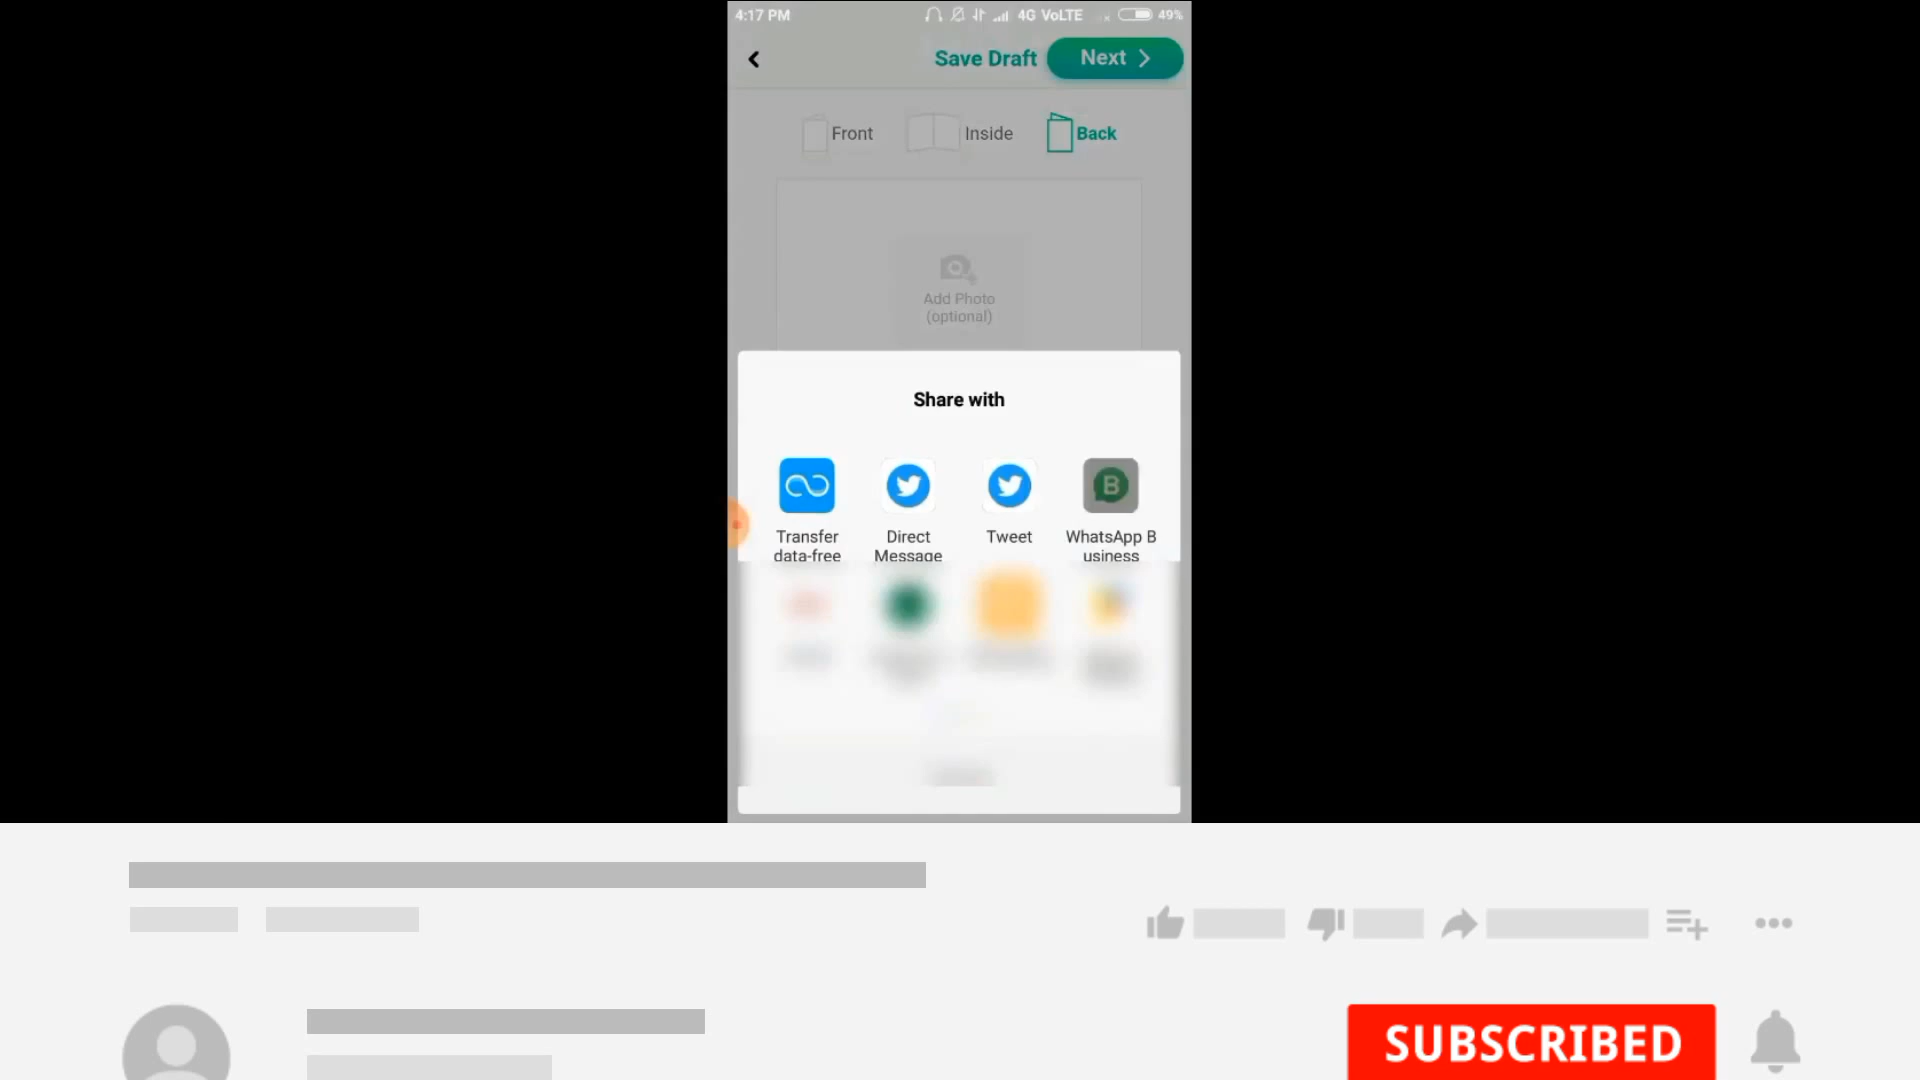 4:17 PM 4G VoLTE 49%
Save Draft Next
Front Inside Back
Add Photo
(optional)
Share with
Transfer
data-free
Direct
Message
Tweet
WhatsApp B
usiness
SUBSCRIBED